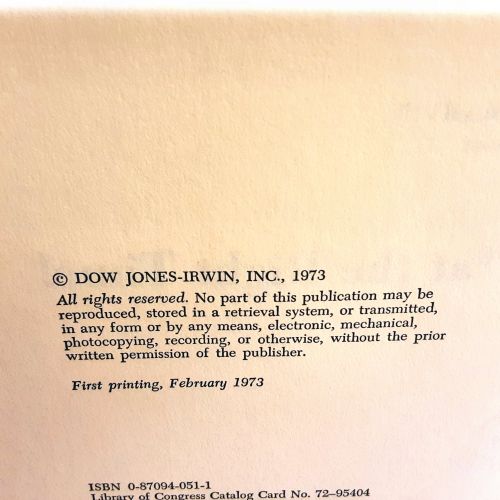 © DOW JONES-IRWIN, INC., 1973
All rights reserved. No part of this publication may be
reproduced, stored in a retrieval system, or transmitted,
in any form or by any means, electronic, mechanical,
photocopying, recording, or otherwise, without the prior
written permission of the publisher.
First printing, February 1973
ISBN 0-87094-051-1
Library of Congress Catalog Card No. 72-95404